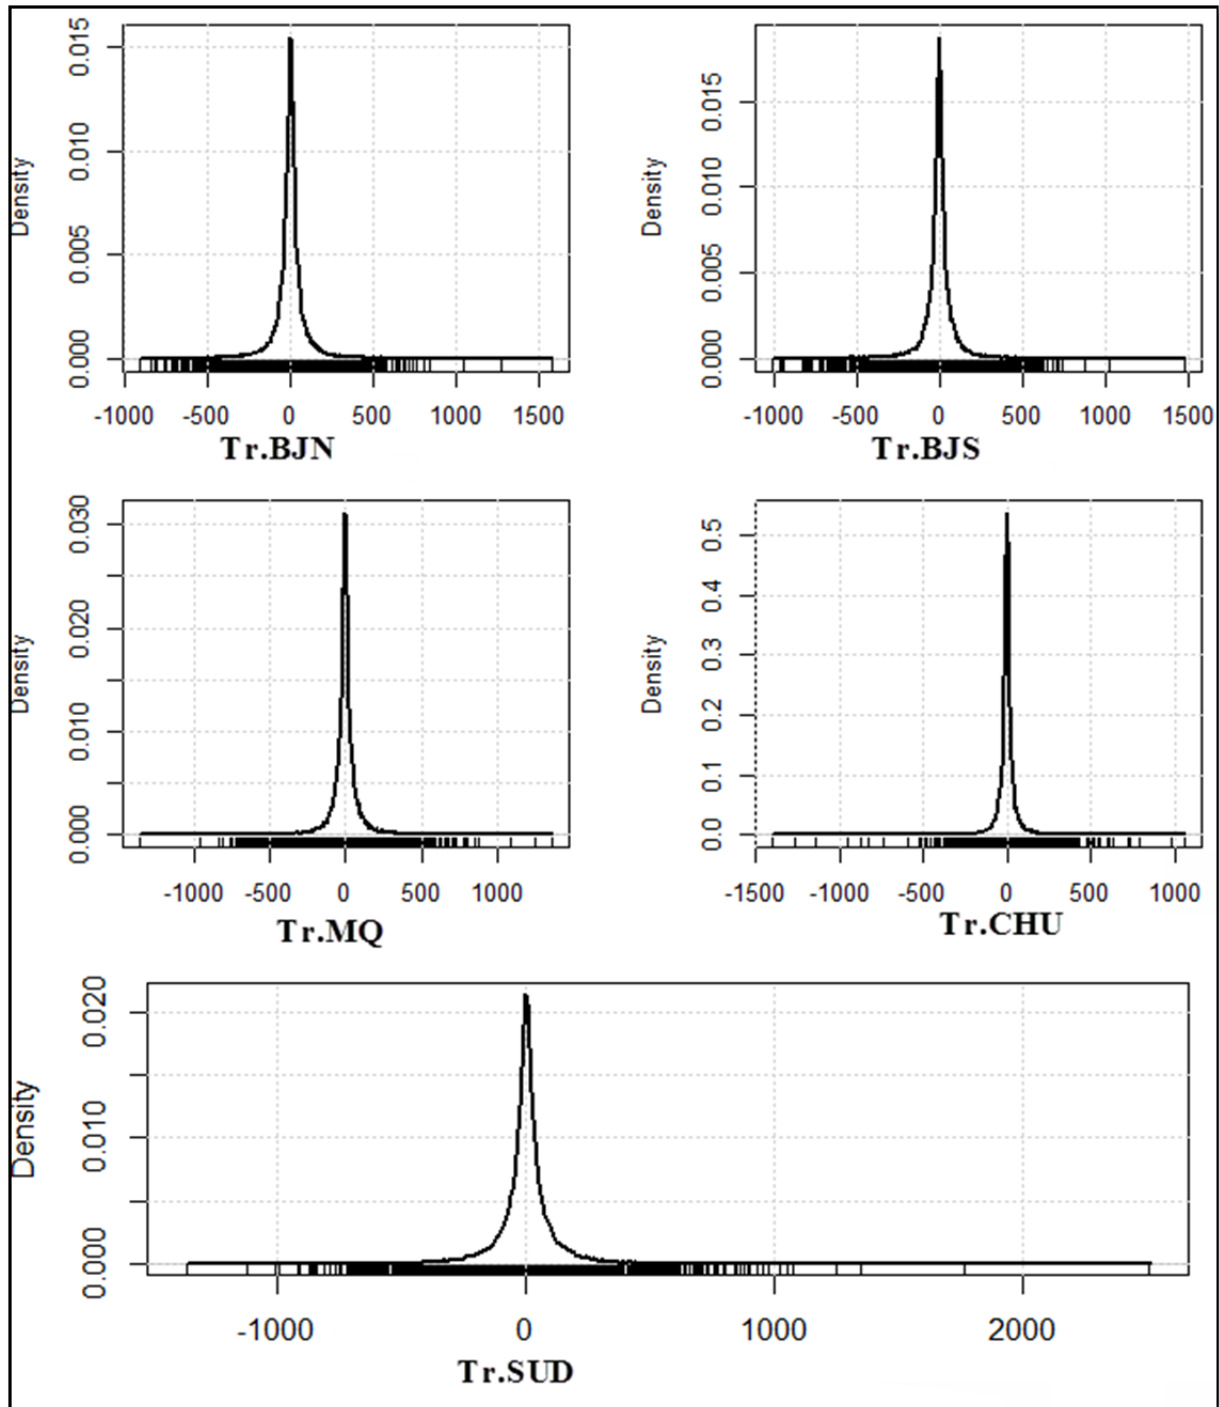 Density
0.000 0.005 0.010 0.015
-1000 -500 0 500 1000 1500
Tr.BJN
Density
0.000 0.005 0.010 0.015
-1000 -500 0 500 1000 1500
Tr.BJS
Density
0.000 0.010 0.020 0.030
-1000 -500 0 500 1000
Tr.MQ
Density
0.0 0.1 0.2 0.3 0.4 0.5
-1500 -1000 -500 0 500 1000
Tr.CHU
Density
0.000 0.010 0.020
-1000 0 1000 2000
Tr.SUD